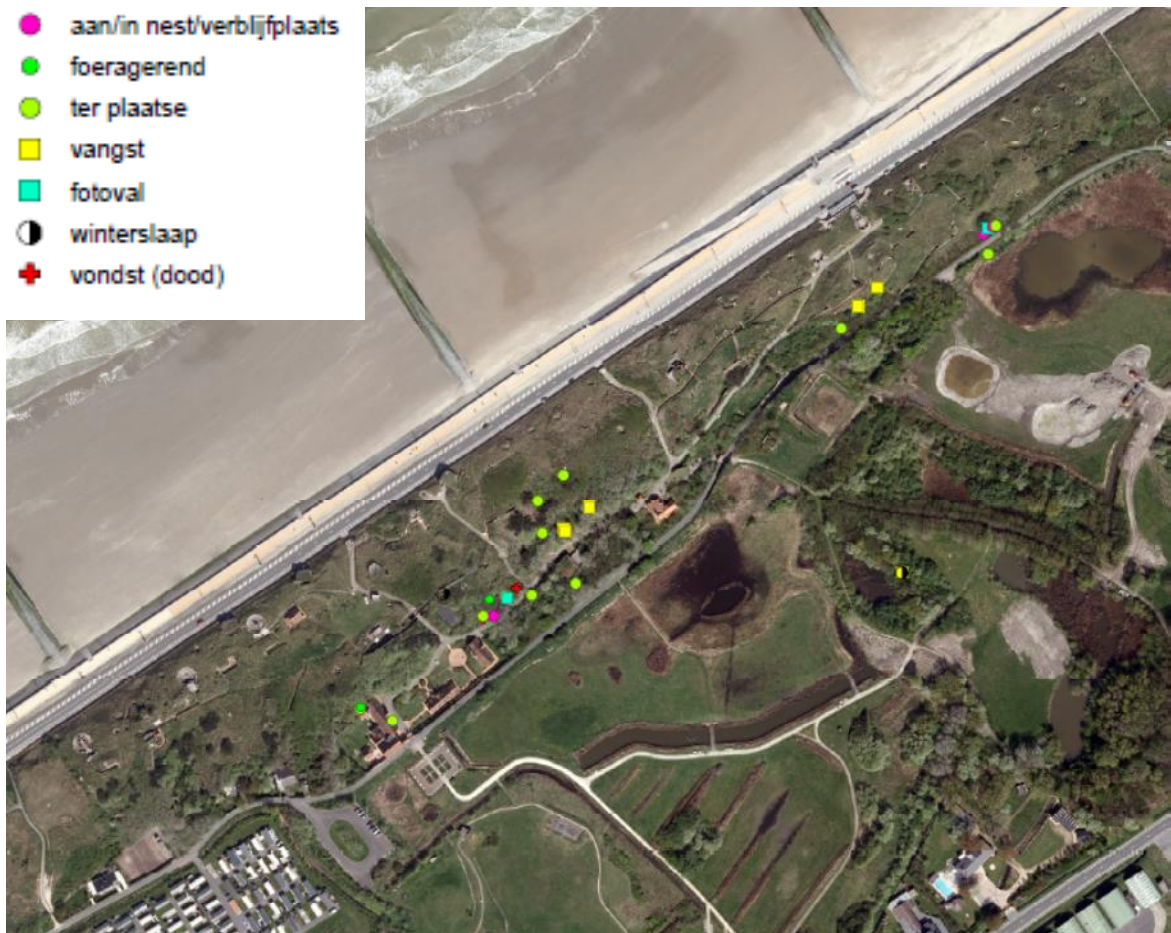 aan/in nest/verblijfplaats
foeragerend
ter plaatse
vangst
fotoval
winterslaap
vondst (dood)